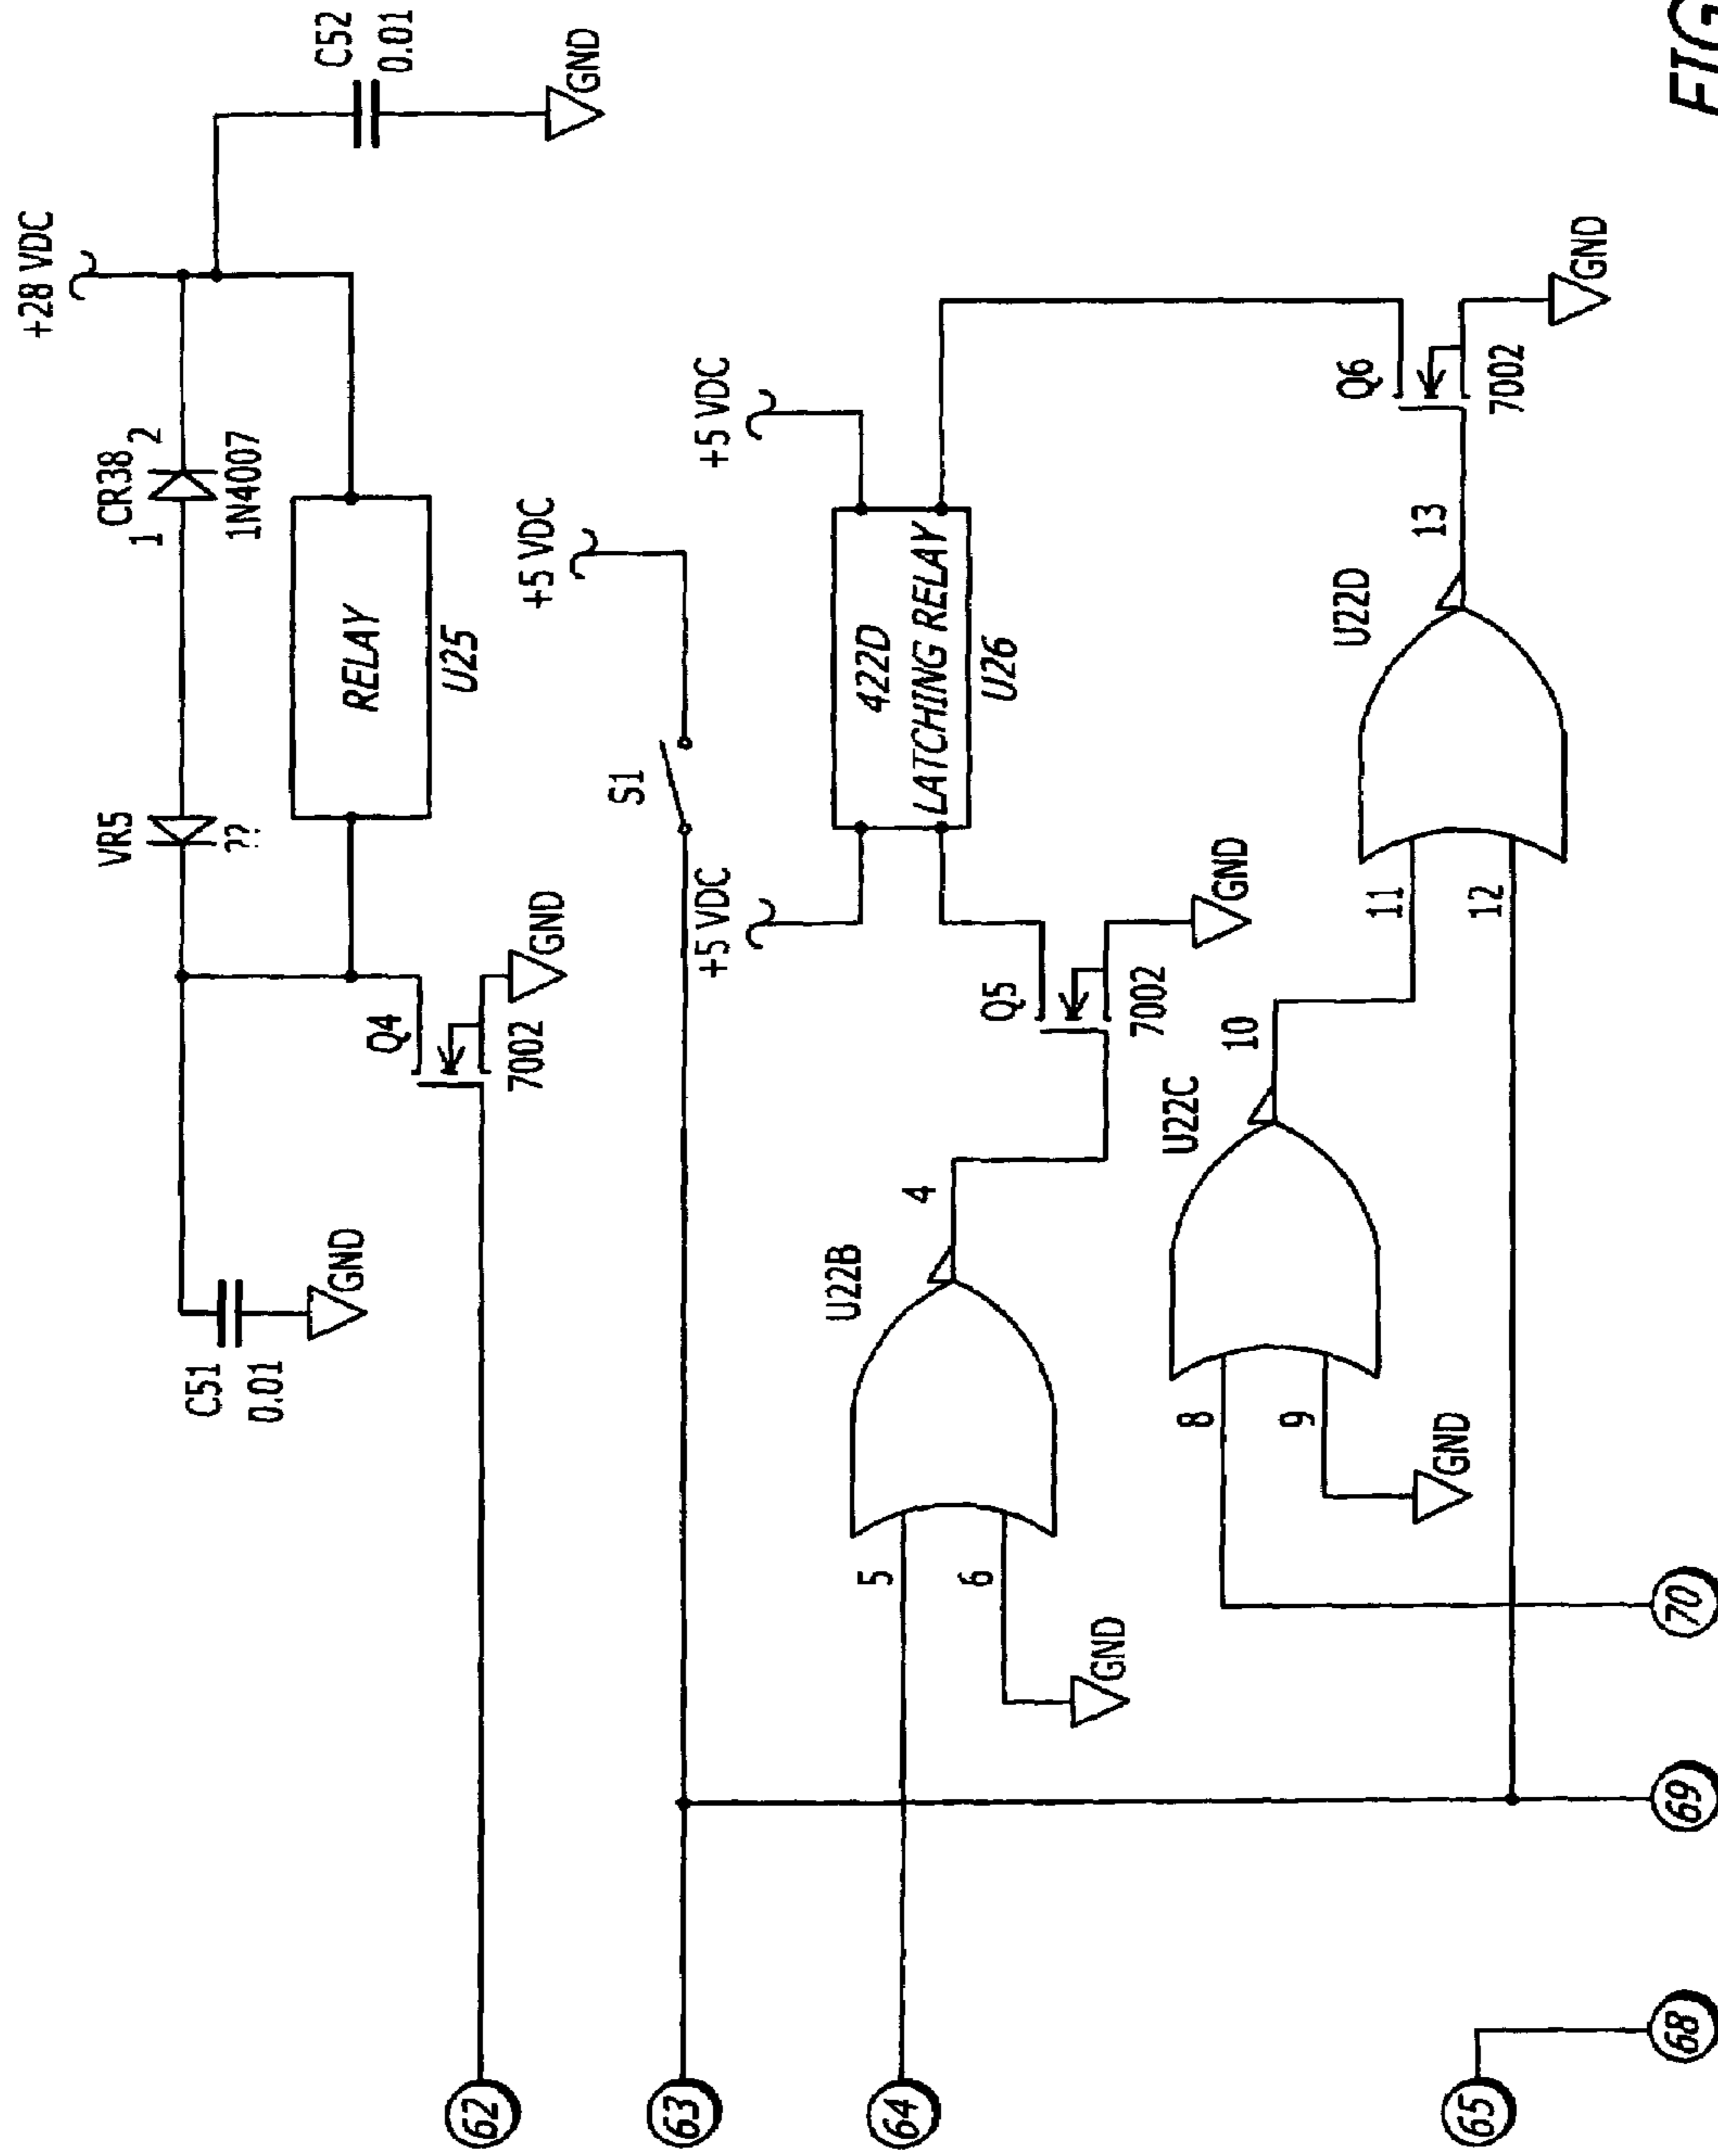 +28 VDC
C52
0.01
GND
CR38
1
2
1N4007
VR5
??
RELAY
U25
C51
0.01
GND
Q4
7002
GND
+5 VDC
S1
+5 VDC
+5 VDC
422D
LATCHING RELAY
U26
Q5
7002
GND
Q6
7002
GND
U22B
5
6
4
GND
U22C
8
9
10
GND
U22D
11
12
13
62
63
64
65
68
69
70
FIG